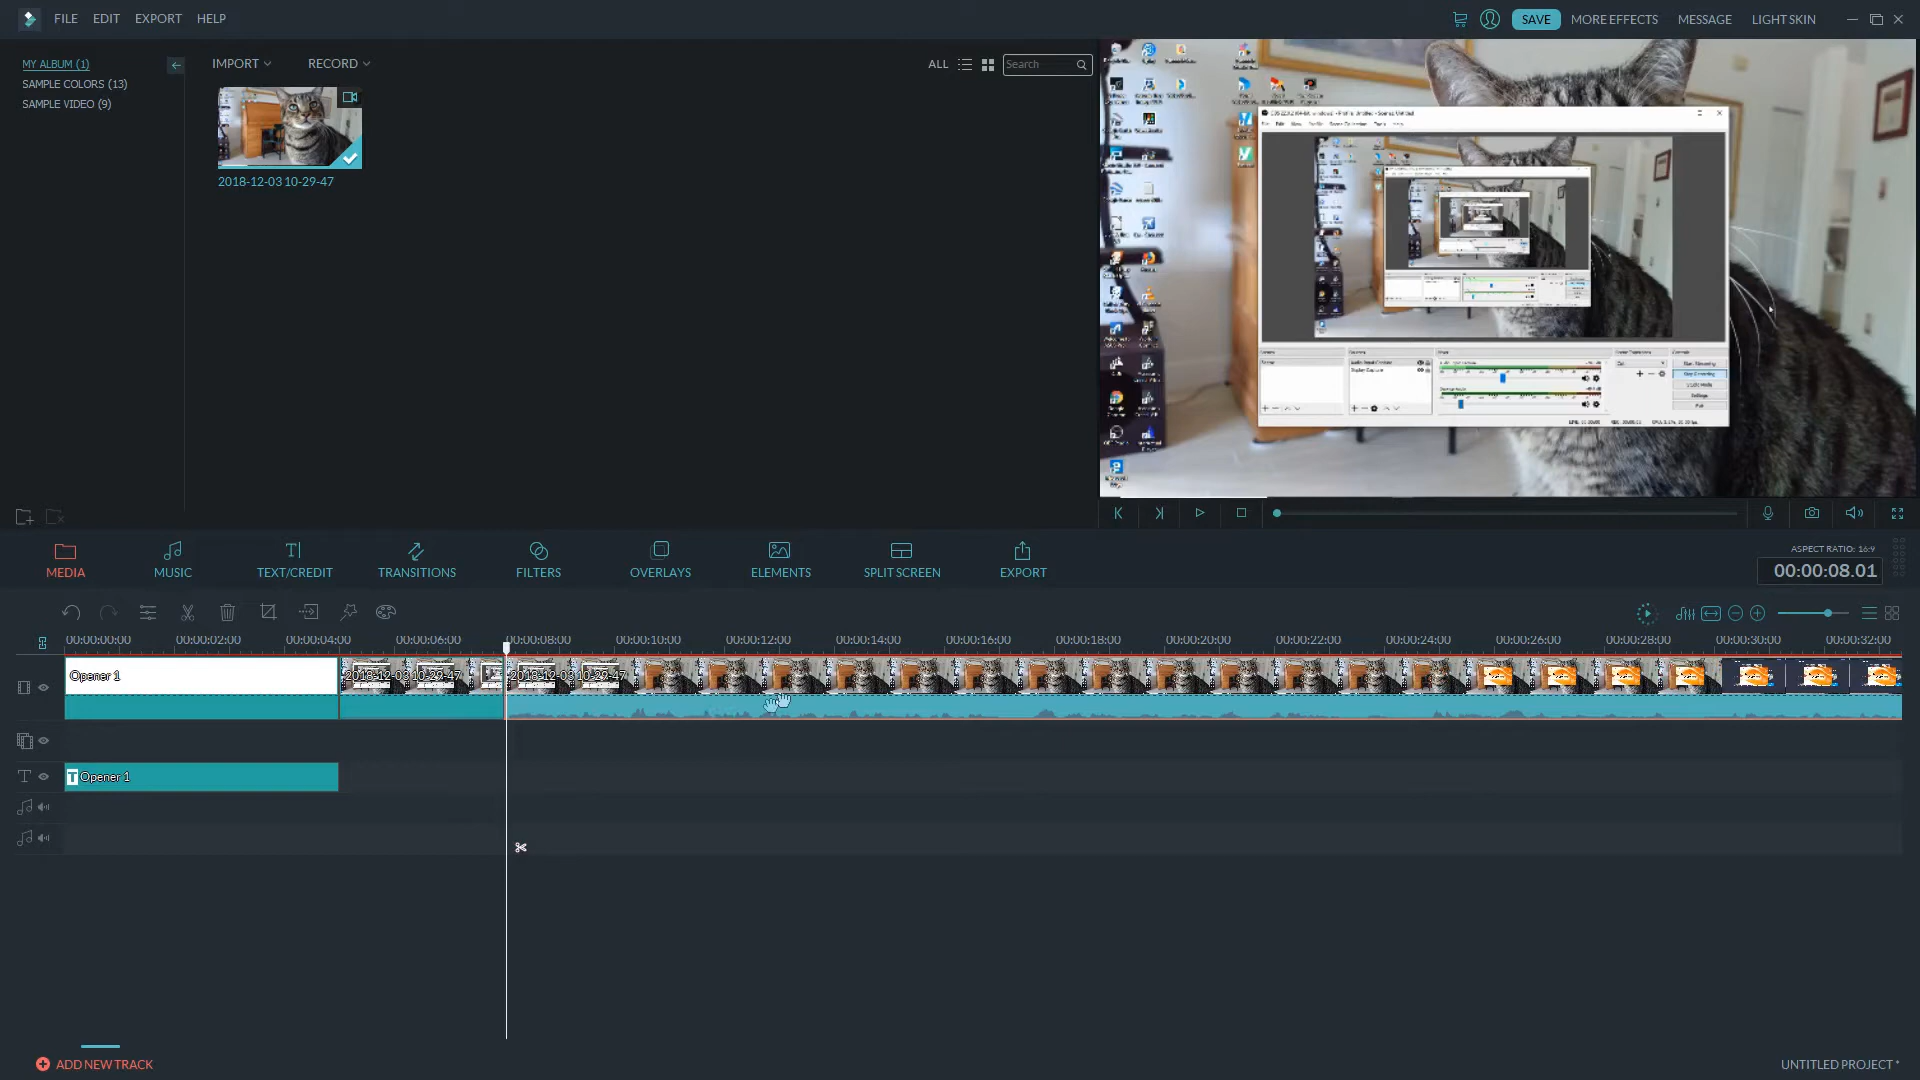 FILE EDIT EXPORT HELP
SAVE MORE EFFECTS MESSAGE LIGHT SKIN
MY ALBUM (1)
SAMPLE COLORS (13)
SAMPLE VIDEO (9)
IMPORT RECORD ALL Search
2018-12-03 10-29-47
MEDIA MUSIC TEXT/CREDIT TRANSITIONS FILTERS OVERLAYS ELEMENTS SPLIT SCREEN EXPORT
ASPECT RATIO: 16:9
00:00:08.01
00:00:00:00 00:00:02:00 00:00:04:00 00:00:06:00 00:00:08:00 00:00:10:00 00:00:12:00 00:00:14:00 00:00:16:00 00:00:18:00 00:00:20:00 00:00:22:00 00:00:24:00 00:00:26:00 00:00:28:00 00:00:30:00 00:00:32:00
Opener 1 2018-12-03 10-29-47 2018-12-03 10-29-47
T Opener 1
ADD NEW TRACK
UNTITLED PROJECT *